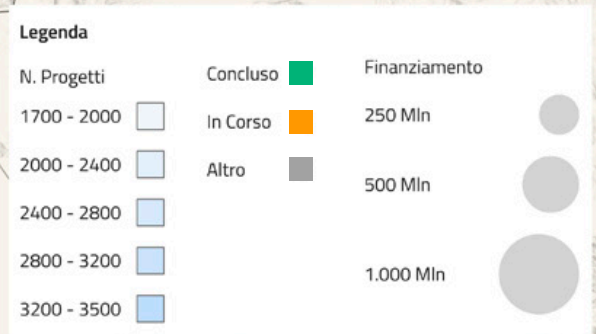 Legenda
N. Progetti
1700 - 2000
2000 - 2400
2400 - 2800
2800 - 3200
3200 - 3500
Concluso
In Corso
Altro
Finanziamento
250 Mln
500 Mln
1.000 Mln